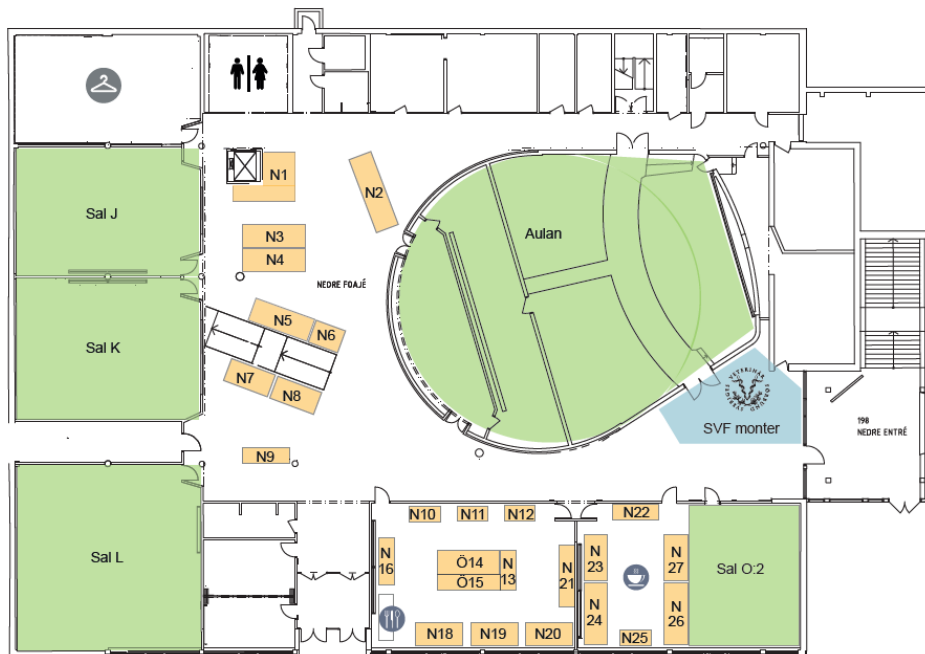 N1
N2
Sal J
N3
N4
Aulan
NEDRE FOAJÉ
N5
N6
Sal K
N7
N8
VETERINÄR
SVF monter
198
NEDRE ENTRÉ
N9
N10
N11
N12
N22
Sal L
N
16
Ö14
Ö15
N
13
N
21
N
23
N
27
Sal O:2
N
24
N
26
N18
N19
N20
N25